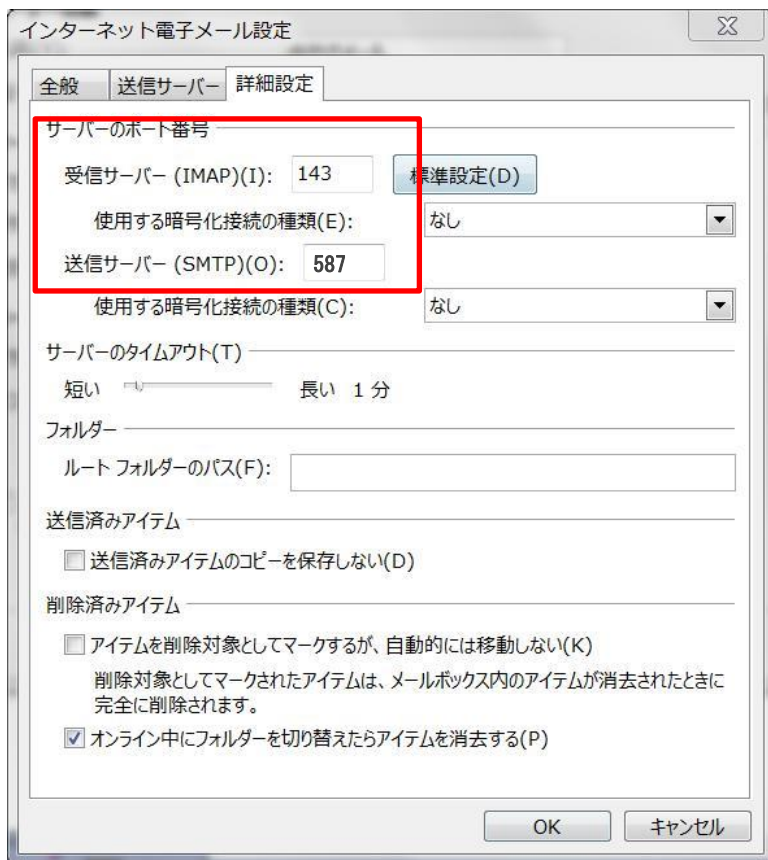 インターネット電子メール設定
全般
送信サーバー
詳細設定
サーバーのポート番号
受信サーバー (IMAP)(I): 143 標準設定(D)
使用する暗号化接続の種類(E): なし
送信サーバー (SMTP)(O): 587
使用する暗号化接続の種類(C): なし
サーバーのタイムアウト(T)
短い 長い 1 分
フォルダー
ルート フォルダーのパス(F):
送信済みアイテム
送信済みアイテムのコピーを保存しない(D)
削除済みアイテム
アイテムを削除対象としてマークするが、自動的には移動しない(K)
削除対象としてマークされたアイテムは、メールボックス内のアイテムが消去されたときに
完全に削除されます。
オンライン中にフォルダーを切り替えたらアイテムを消去する(P)
OK キャンセル